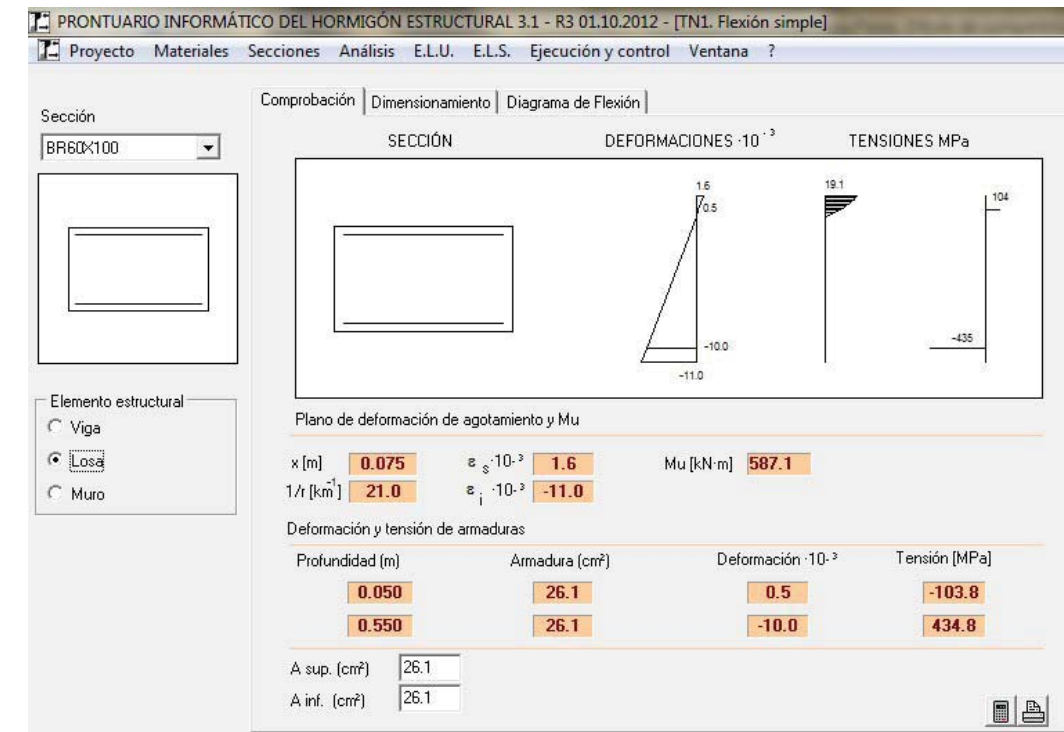 PRONTUARIO INFORMÁTICO DEL HORMIGÓN ESTRUCTURAL 3.1 - R3 01.10.2012 - [TN1. Flexión simple]
Proyecto Materiales Secciones Análisis E.L.U. E.L.S. Ejecución y control Ventana ?
Comprobación Dimensionamiento Diagrama de Flexión
Sección
BR60X100
SECCIÓN DEFORMACIONES ·10⁻³ TENSIONES MPa
1.6 19.1 104
0.5
-10.0 -435
-11.0
Elemento estructural
Viga
Losa
Muro
Plano de deformación de agotamiento y Mu
x [m] 0.075 ε s ·10-³ 1.6 Mu [kN·m] 587.1
1/r [km⁻¹] 21.0 ε i ·10-³ -11.0
Deformación y tensión de armaduras
Profundidad (m) Armadura (cm²) Deformación ·10-³ Tensión [MPa]
0.050 26.1 0.5 -103.8
0.550 26.1 -10.0 434.8
A sup. (cm²) 26.1
A inf. (cm²) 26.1